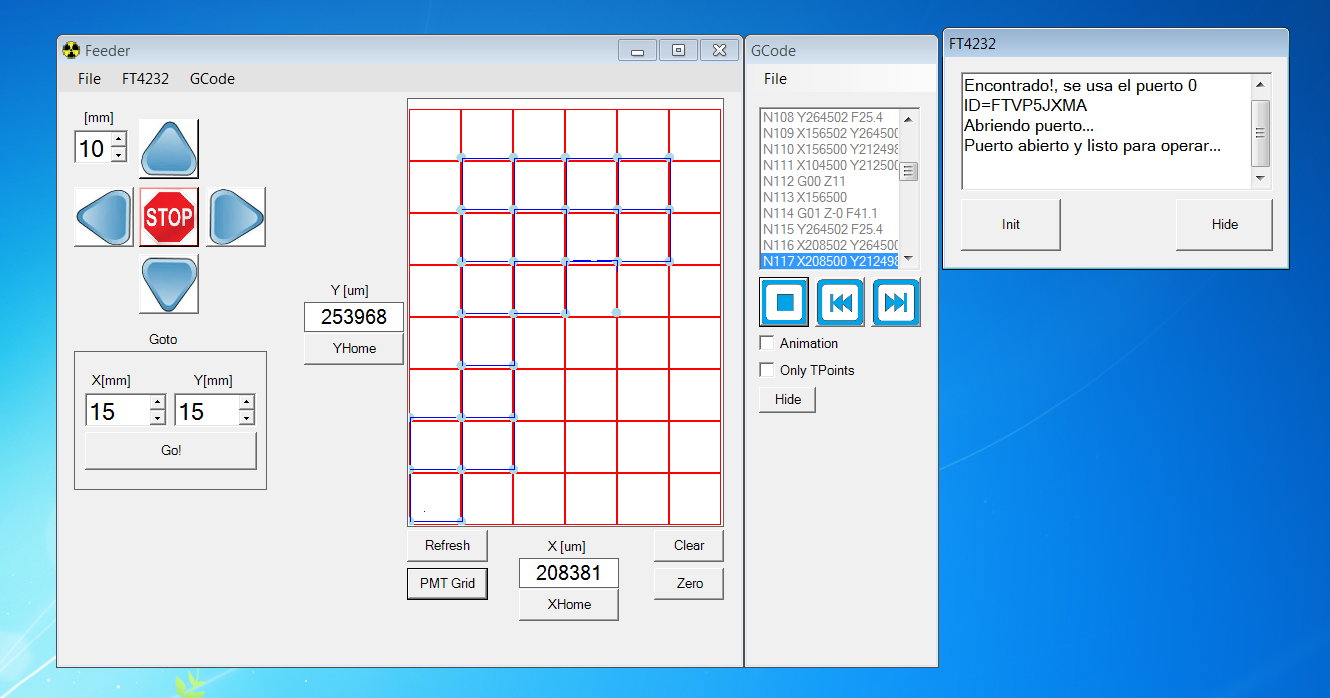 Feeder
File FT4232 GCode
[mm]
10
STOP
Goto
X[mm] Y[mm]
15 15
Go!
Y [um]
253968
YHome
Refresh
PMT Grid
X [um]
208381
XHome
Clear
Zero
GCode
File
N108 Y264502 F25.4
N109 X156502 Y264500
N110 X156500 Y212498
N111 X104500 Y212500
N112 G00 Z11
N113 X156500
N114 G01 Z-0 F41.1
N115 Y264502 F25.4
N116 X208502 Y264500
N117 X208500 Y212498
Animation
Only TPoints
Hide
FT4232
Encontrado!, se usa el puerto 0
ID=FTVP5JXMA
Abriendo puerto...
Puerto abierto y listo para operar...
Init Hide